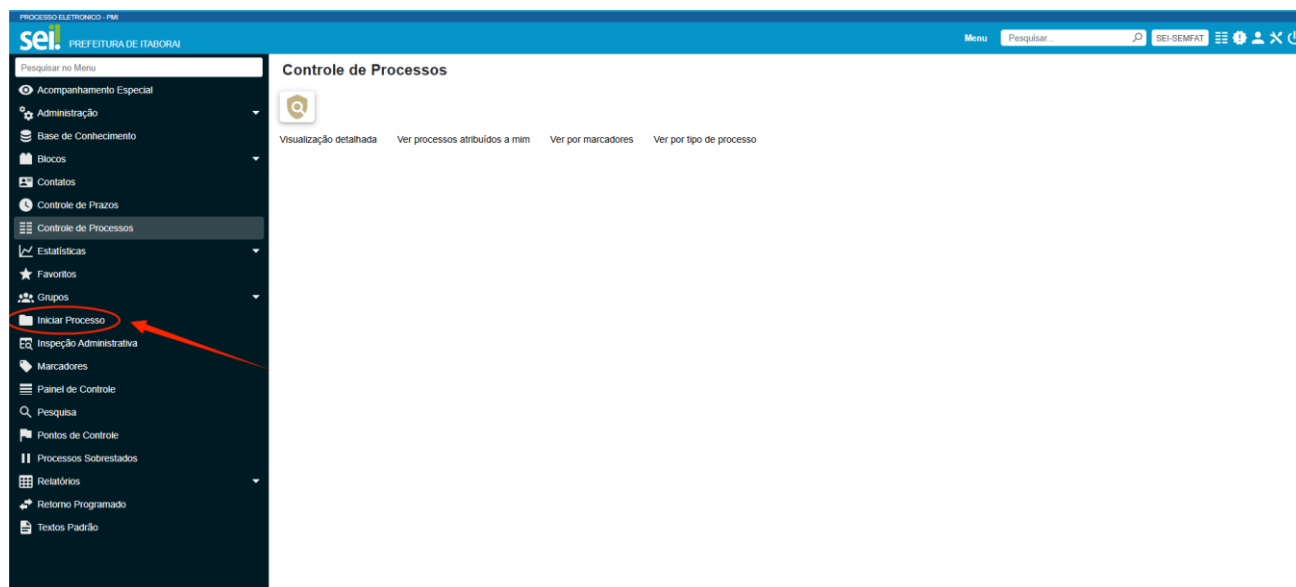 PROCESSO ELETRONICO - PMI
sei! PREFEITURA DE ITABORAI
Menu
Pesquisar...
SEI-SEMFAT
Pesquisar no Menu
Acompanhamento Especial
Administração
Base de Conhecimento
Blocos
Contatos
Controle de Prazos
Controle de Processos
Estatísticas
Favoritos
Grupos
Iniciar Processo
Inspeção Administrativa
Marcadores
Painel de Controle
Pesquisa
Pontos de Controle
Processos Sobrestados
Relatórios
Retorno Programado
Textos Padrão
Controle de Processos
Visualização detalhada Ver processos atribuídos a mim Ver por marcadores Ver por tipo de processo